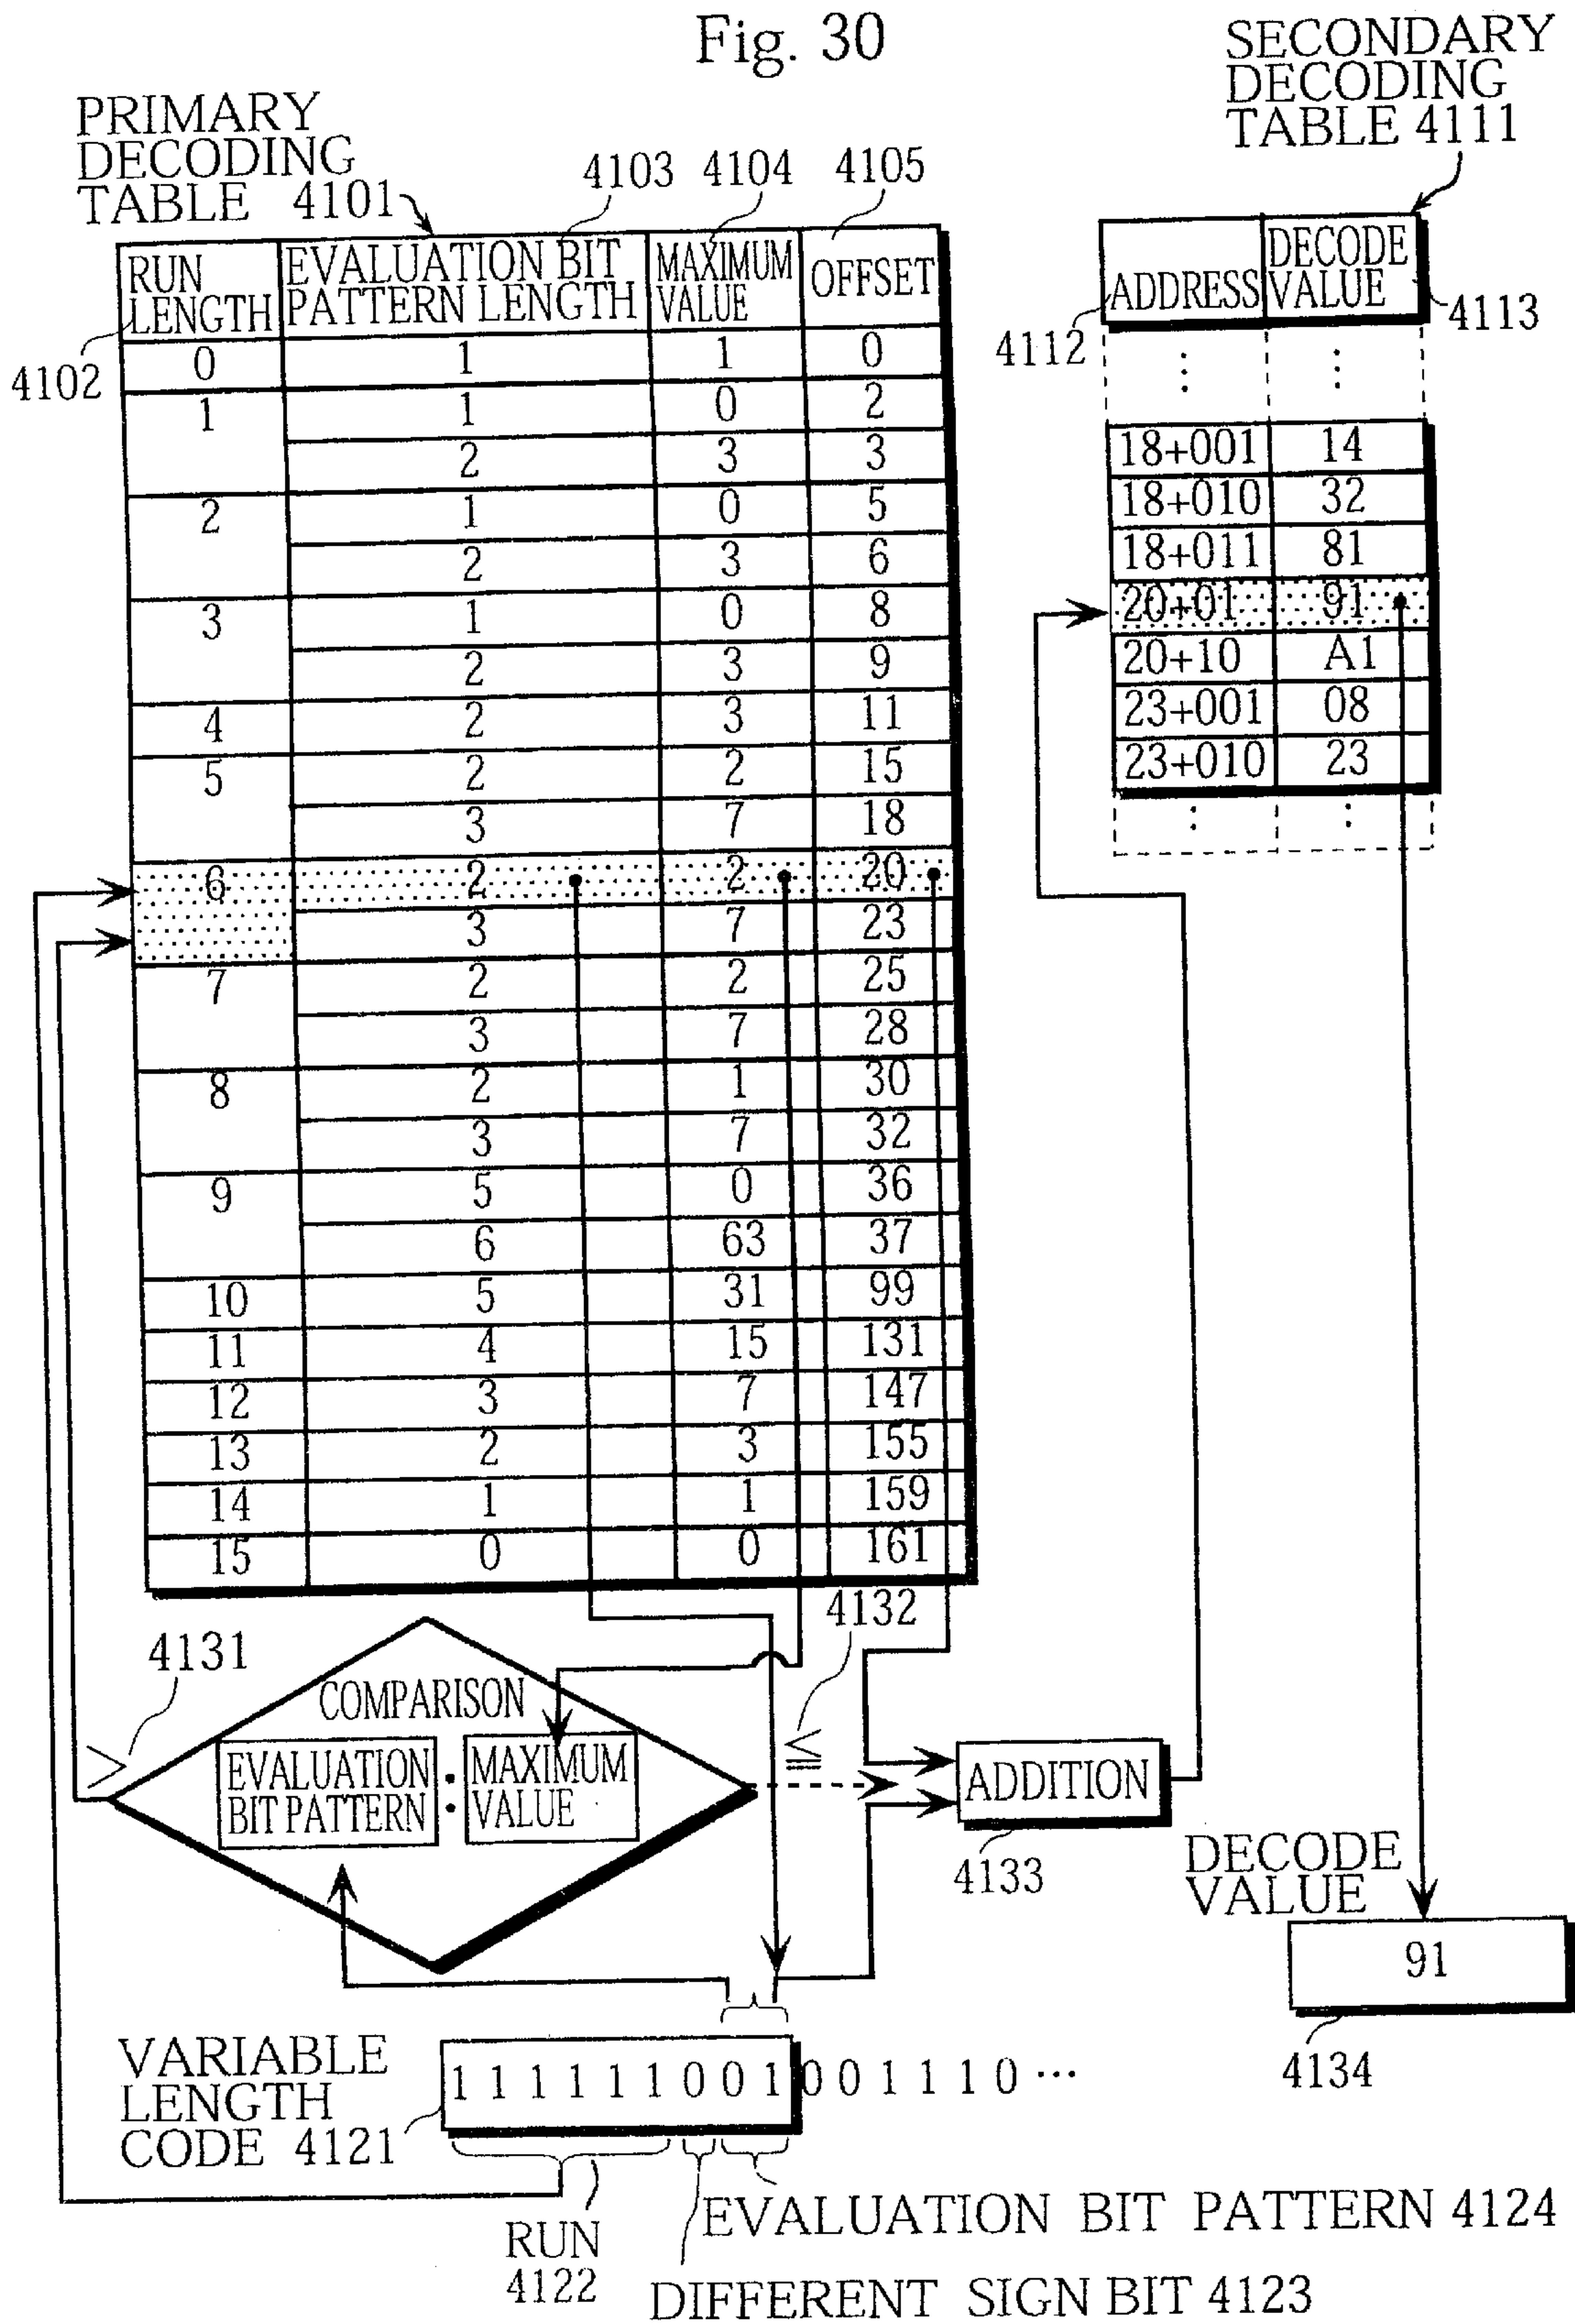 Fig. 30
PRIMARY
DECODING
TABLE 4101
4103
4104
4105
RUN
LENGTH
EVALUATION BIT
PATTERN LENGTH
MAXIMUM
VALUE
OFFSET
4102
0 1 1 0
1 1 0 2
2 3 3
2 1 0 5
2 3 6
3 1 0 8
2 3 9
4 2 3 11
5 2 2 15
3 7 18
6 2 2 20
3 7 23
7 2 2 25
3 7 28
8 2 1 30
3 7 32
9 5 0 36
6 63 37
10 5 31 99
11 4 15 131
12 3 7 147
13 2 3 155
14 1 1 159
15 0 0 161
SECONDARY
DECODING
TABLE 4111
ADDRESS
DECODE
VALUE
4112
4113
⋮ ⋮
18+001 14
18+010 32
18+011 81
20+01 91
20+10 A1
23+001 08
23+010 23
⋮ ⋮
4131
>
COMPARISON
EVALUATION
BIT PATTERN
:
MAXIMUM
VALUE
4132
≦
ADDITION
4133
DECODE
VALUE
91
4134
VARIABLE
LENGTH
CODE 4121
1 1 1 1 1 1 0 0 1 0 0 1 1 1 0 ···
RUN
4122
EVALUATION BIT PATTERN 4124
DIFFERENT SIGN BIT 4123